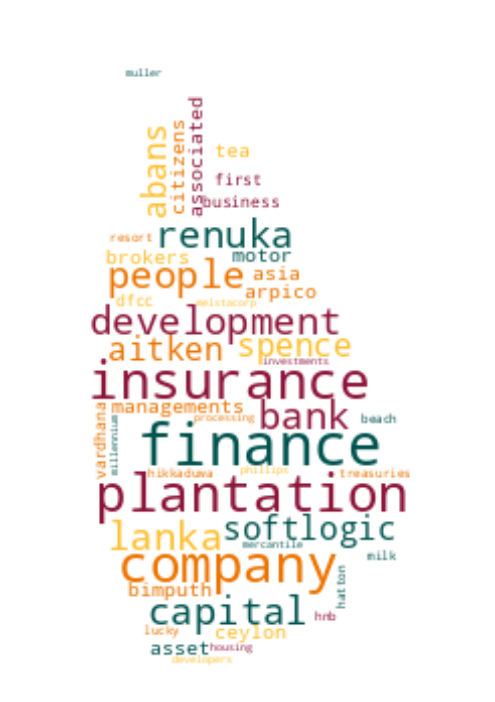 muller
abans
citizens
associated
tea
first
business
resort
renuka
brokers
motor
people
asia
arpico
dfcc
melstacorp
development
aitken
spence
investments
insurance
vardhana
managements
millennium
processing
bank
beach
finance
hikkaduwa
phillips
treasuries
plantation
lanka
softlogic
mercantile
milk
company
bimputh
hatton
capital
hnb
lucky
ceylon
asset
housing
developers